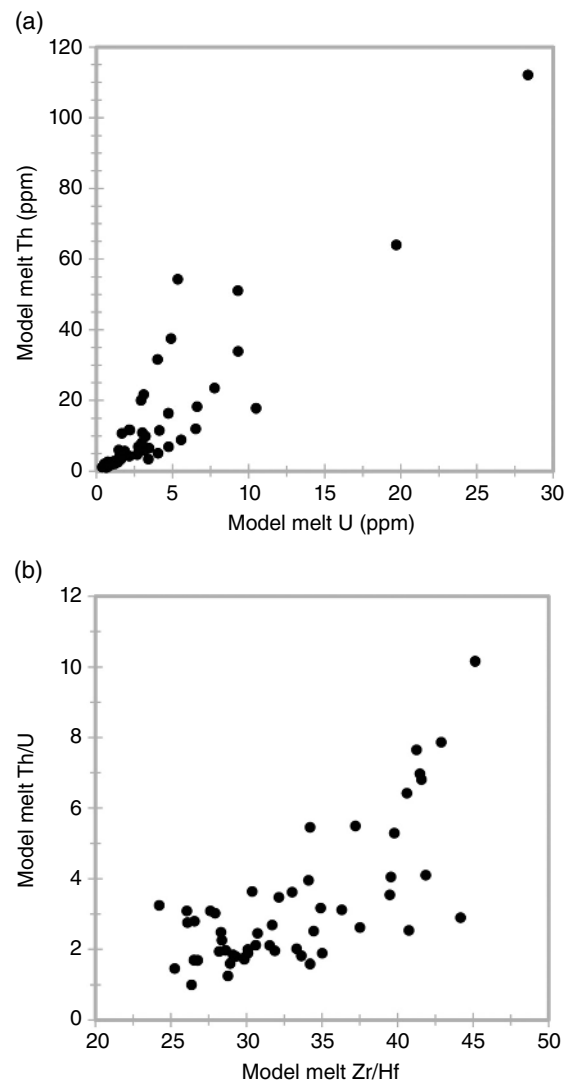 (a)
120
100
80
60
40
20
0
Model melt Th (ppm)
0 5 10 15 20 25 30
Model melt U (ppm)
(b)
12
10
8
6
4
2
0
Model melt Th/U
20 25 30 35 40 45 50
Model melt Zr/Hf